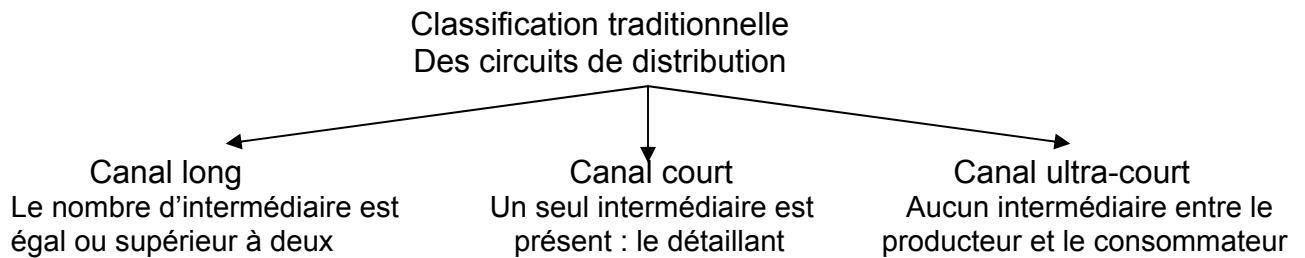 Classification traditionnelle
Des circuits de distribution
Canal long
Le nombre d’intermédiaire est
égal ou supérieur à deux
Canal court
Un seul intermédiaire est
présent : le détaillant
Canal ultra-court
Aucun intermédiaire entre le
producteur et le consommateur